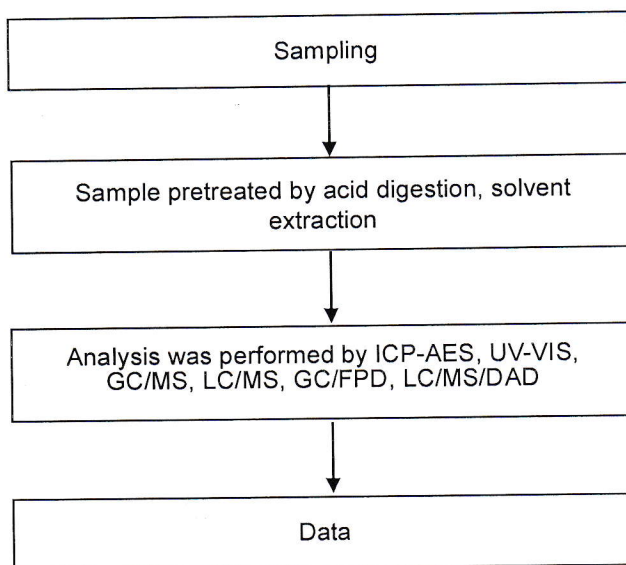 Sampling
Sample pretreated by acid digestion, solvent
extraction
Analysis was performed by ICP-AES, UV-VIS,
GC/MS, LC/MS, GC/FPD, LC/MS/DAD
Data